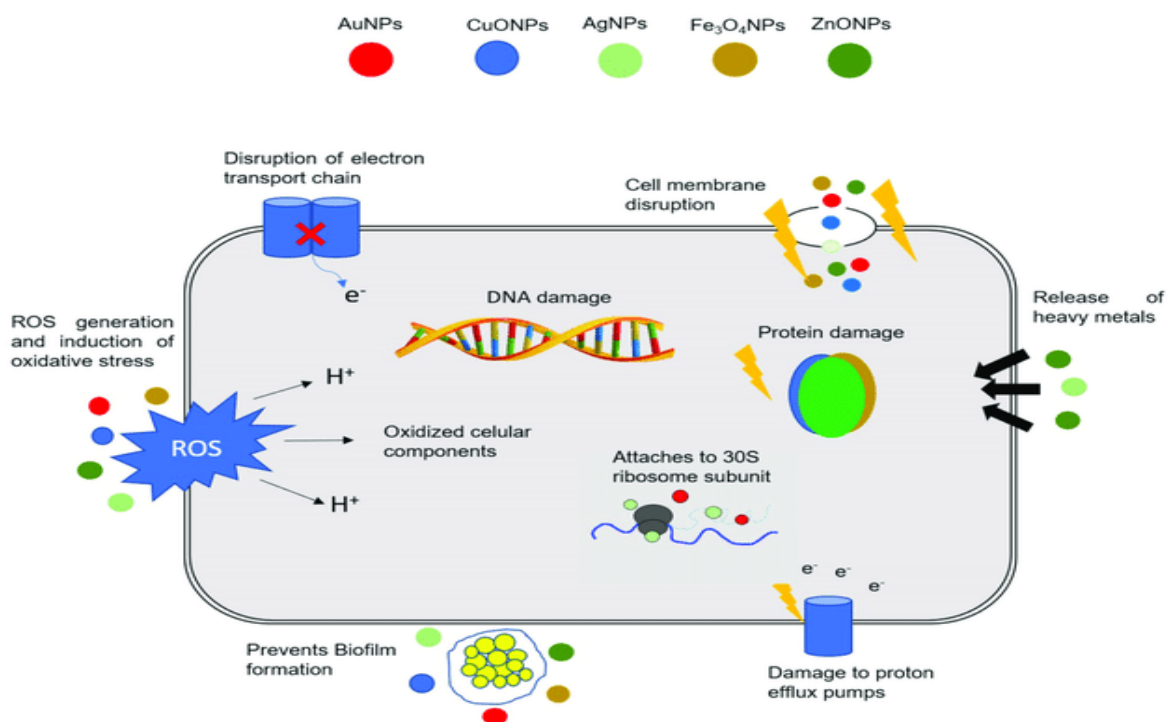 AuNPs
CuONPs
AgNPs
Fe₃O₄NPs
ZnONPs
Disruption of electron
transport chain
e⁻
Cell membrane
disruption
DNA damage
Protein damage
Release of
heavy metals
ROS generation
and induction of
oxidative stress
ROS
H⁺
Oxidized celular
components
H⁺
Attaches to 30S
ribosome subunit
e⁻
e⁻
e⁻
Prevents Biofilm
formation
Damage to proton
efflux pumps